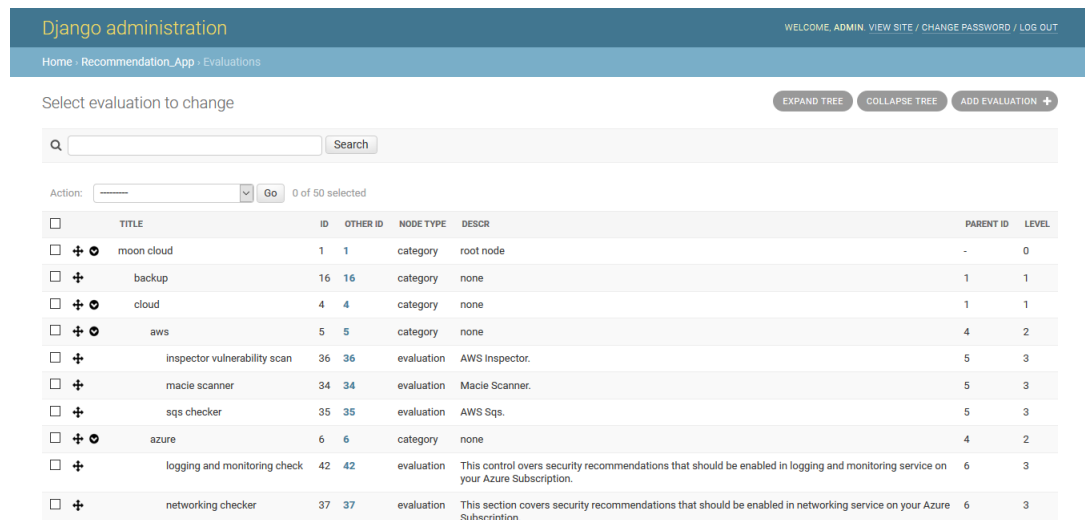 Django administration
WELCOME, ADMIN. VIEW SITE / CHANGE PASSWORD / LOG OUT
Home › Recommendation_App › Evaluations
Select evaluation to change
EXPAND TREE COLLAPSE TREE ADD EVALUATION +
Search
Action: --------- Go 0 of 50 selected
TITLE ID OTHER ID NODE TYPE DESCR PARENT ID LEVEL
moon cloud 1 1 category root node - 0
backup 16 16 category none 1 1
cloud 4 4 category none 1 1
aws 5 5 category none 4 2
inspector vulnerability scan 36 36 evaluation AWS Inspector. 5 3
macie scanner 34 34 evaluation Macie Scanner. 5 3
sqs checker 35 35 evaluation AWS Sqs. 5 3
azure 6 6 category none 4 2
logging and monitoring check 42 42 evaluation This control overs security recommendations that should be enabled in logging and monitoring service on 6 3
your Azure Subscription.
networking checker 37 37 evaluation This section covers security recommendations that should be enabled in networking service on your Azure 6 3
Subscription.